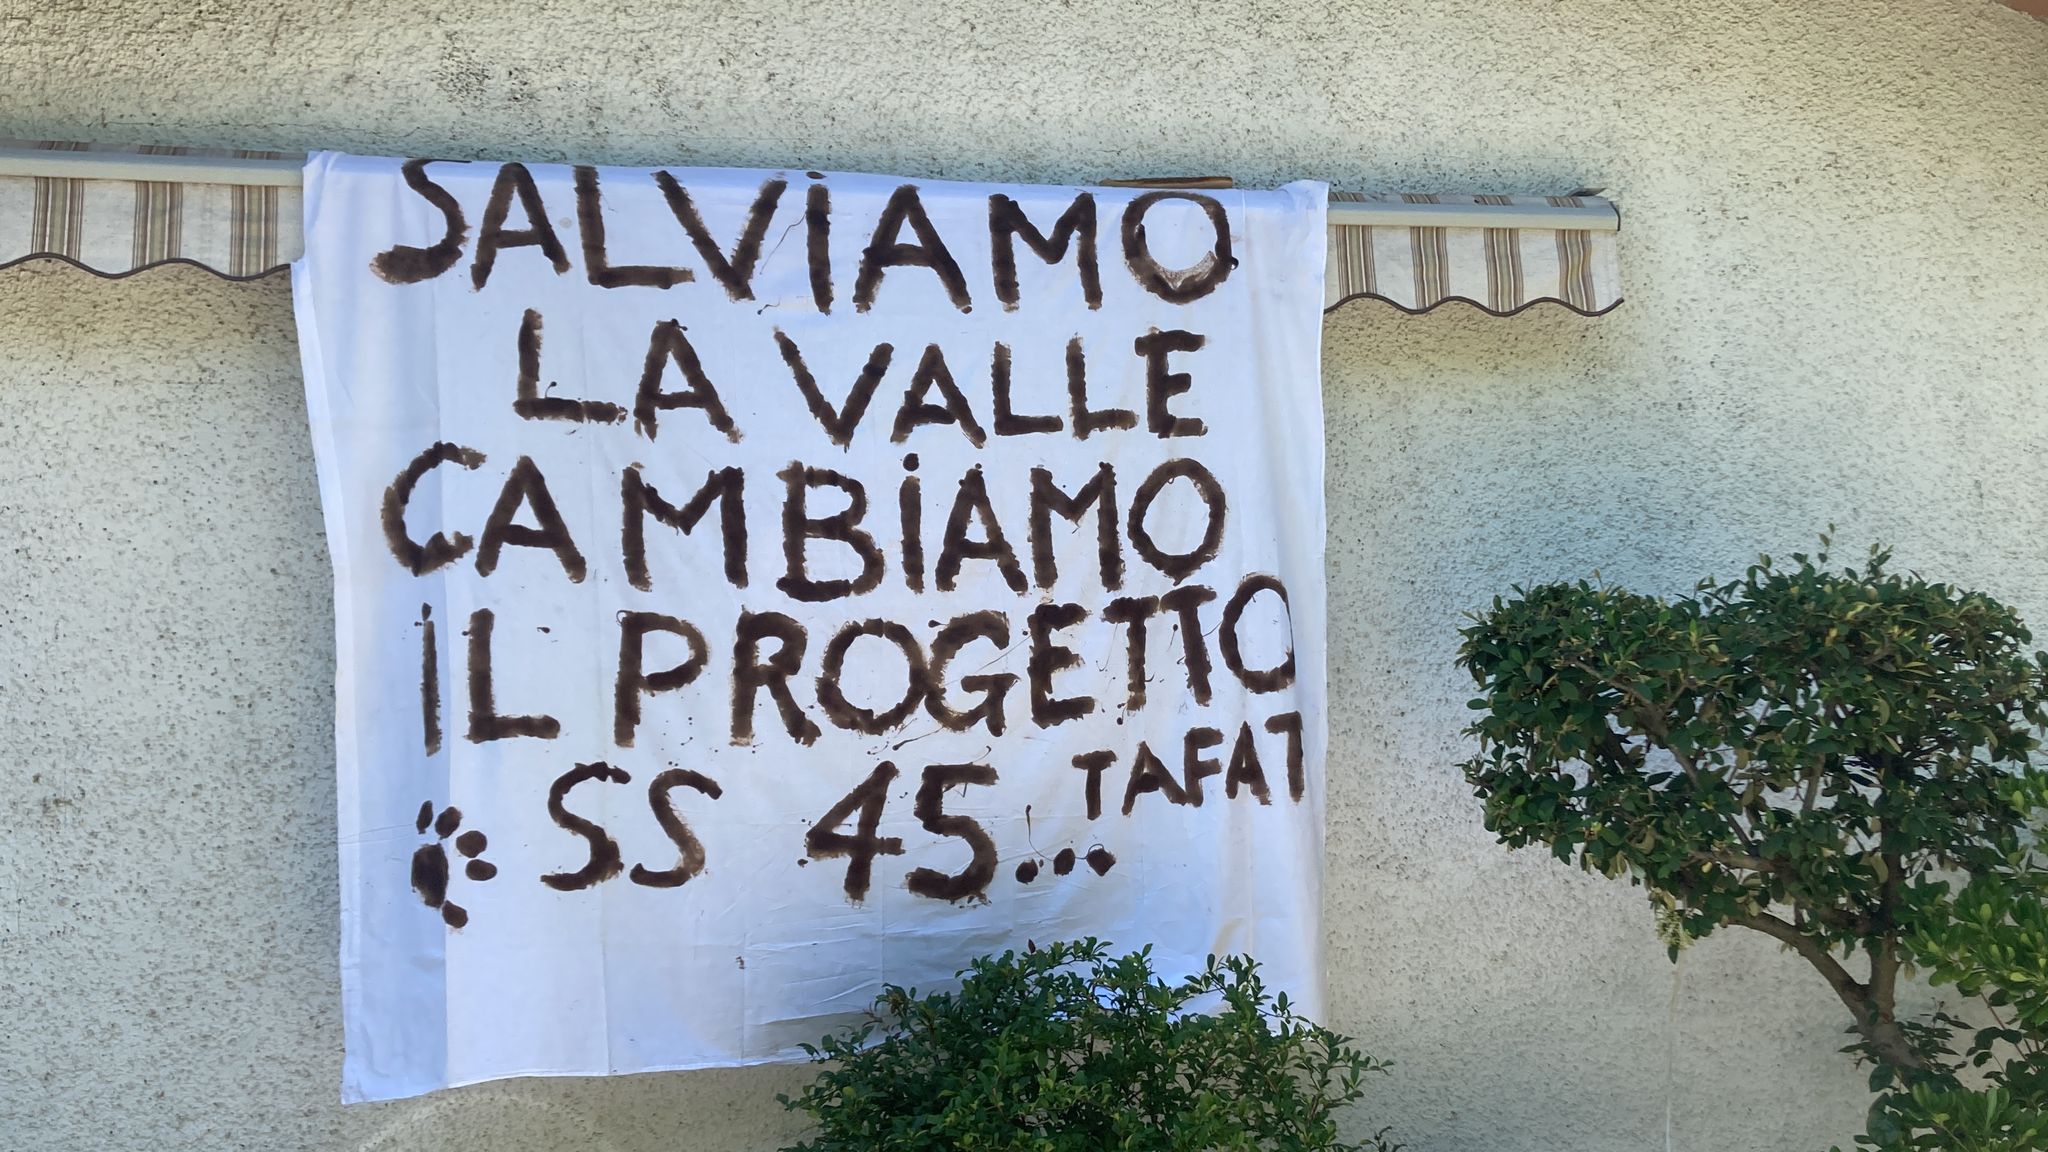 SALVIAMO
LA VALLE
CAMBIAMO
IL PROGETTO
SS 45... TAFAT